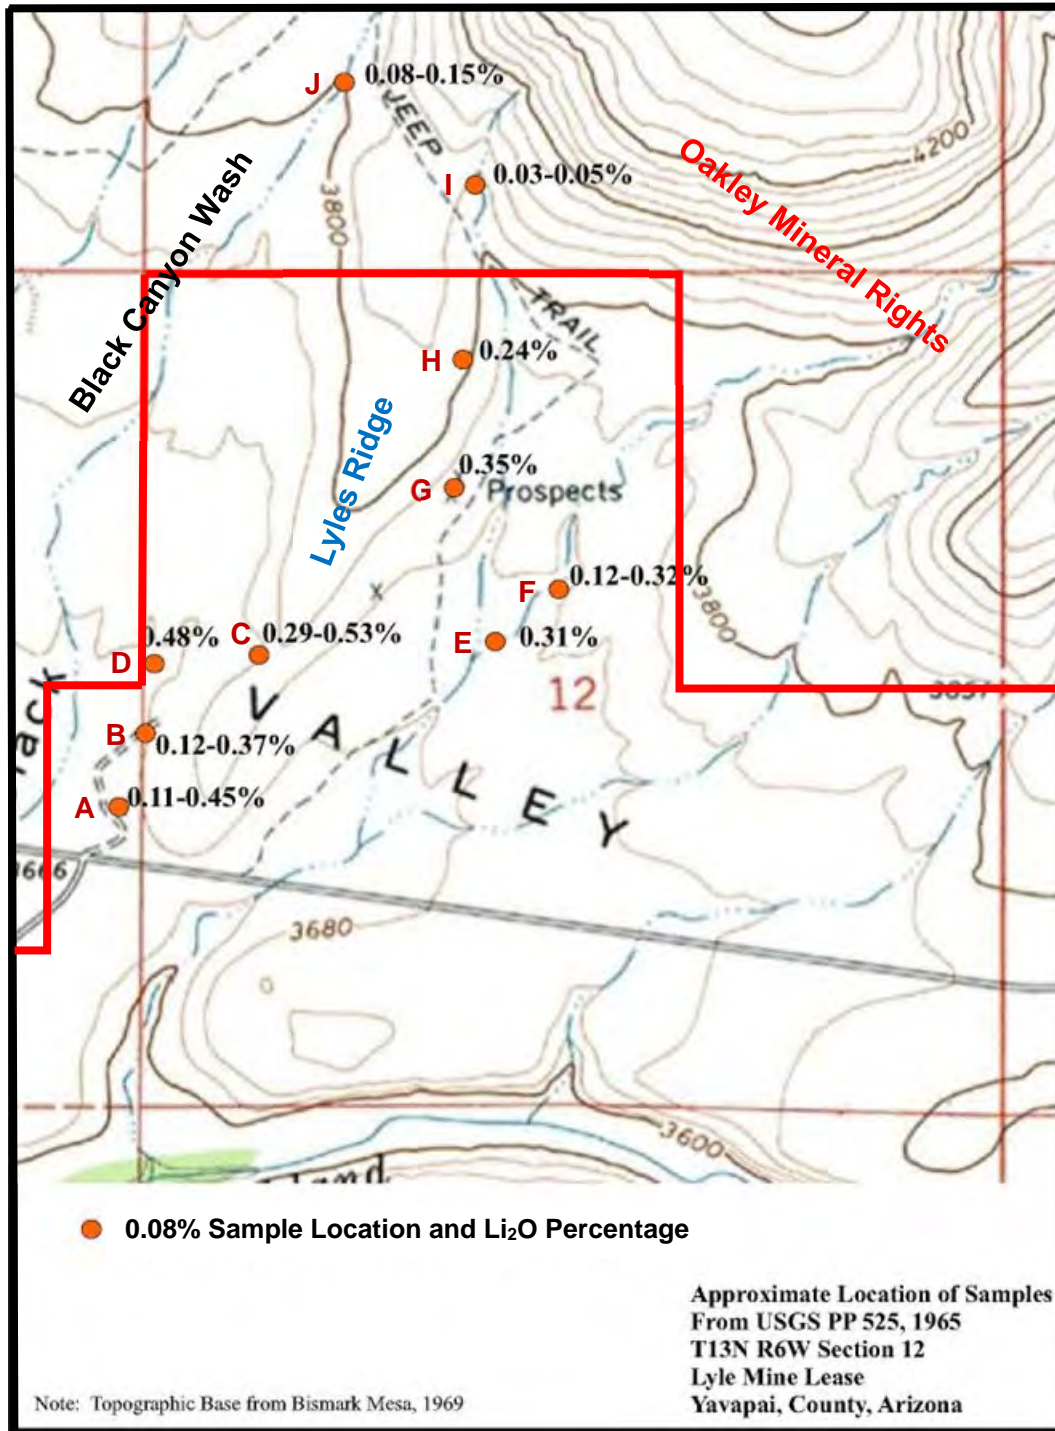 J 0.08-0.15%
JEEP
I 0.03-0.05%
4200
Oakley Mineral Rights
Black Canyon Wash
3800
TRAIL
H 0.24%
Lyles Ridge
0.35%
G Prospects
F 0.12-0.32%
3800
E 0.31%
C 0.29-0.53%
0.48%
D
12
VALLEY
B
0.12-0.37%
A 0.11-0.45%
3680
3600
0.08% Sample Location and Li₂O Percentage
Approximate Location of Samples
From USGS PP 525, 1965
T13N R6W Section 12
Lyle Mine Lease
Yavapai, County, Arizona
Note: Topographic Base from Bismark Mesa, 1969